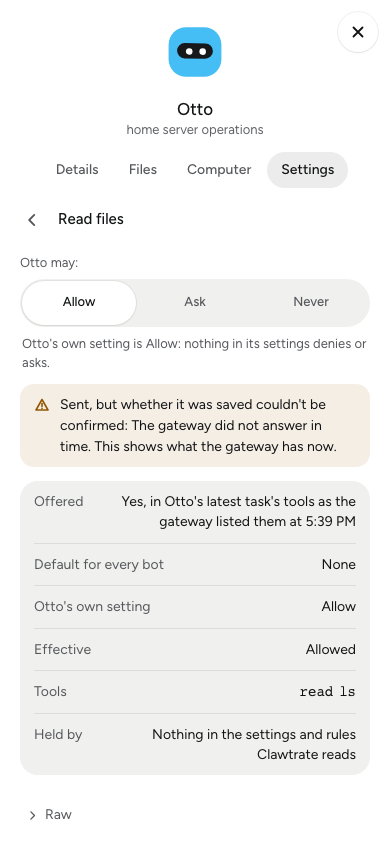 Otto
home server operations
Details Files Computer Settings
Read files
Otto may:
Allow Ask Never
Otto's own setting is Allow: nothing in its settings denies or
asks.
Sent, but whether it was saved couldn't be
confirmed: The gateway did not answer in
time. This shows what the gateway has now.
Offered Yes, in Otto's latest task's tools as the
gateway listed them at 5:39 PM
Default for every bot None
Otto's own setting Allow
Effective Allowed
Tools read ls
Held by Nothing in the settings and rules
Clawtrate reads
Raw